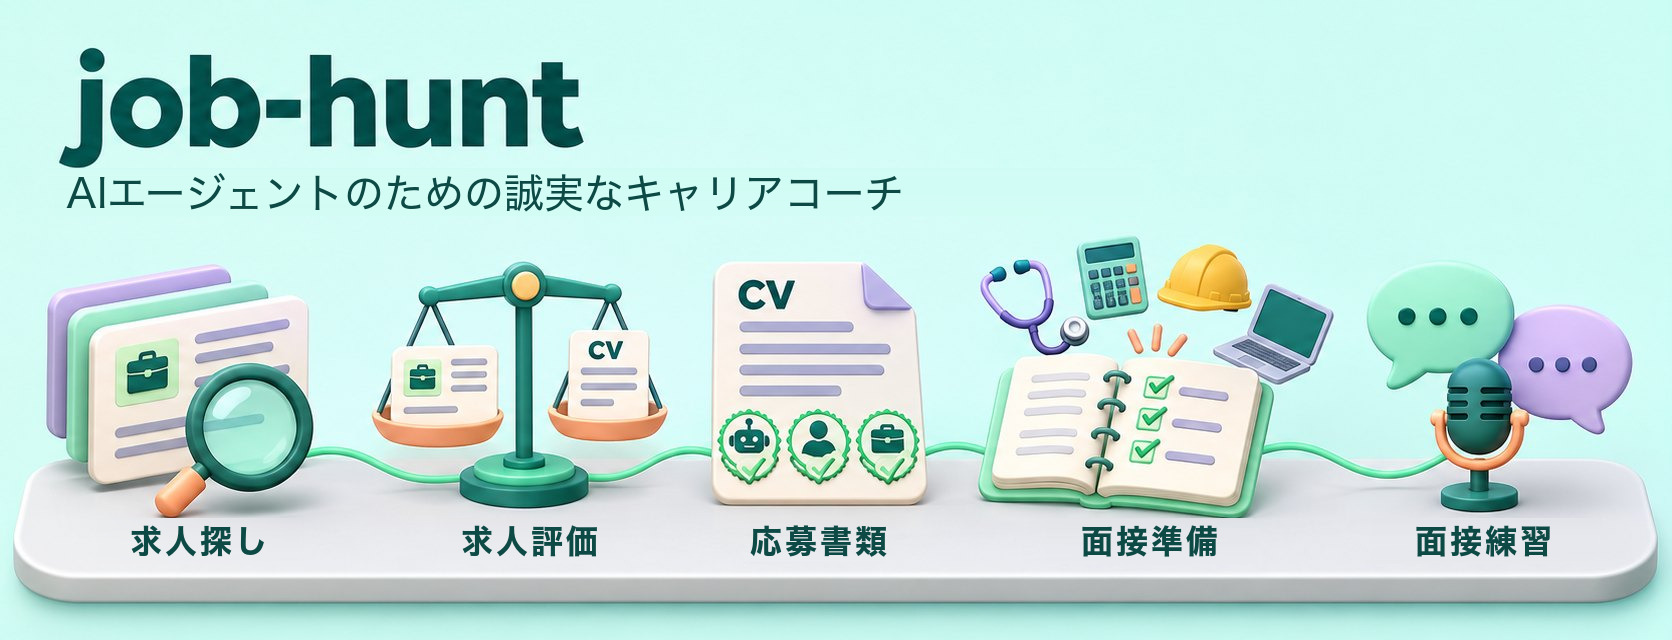 job-hunt
AIエージェントのための誠実なキャリアコーチ
CV
CV
求人探し
求人評価
応募書類
面接準備
面接練習